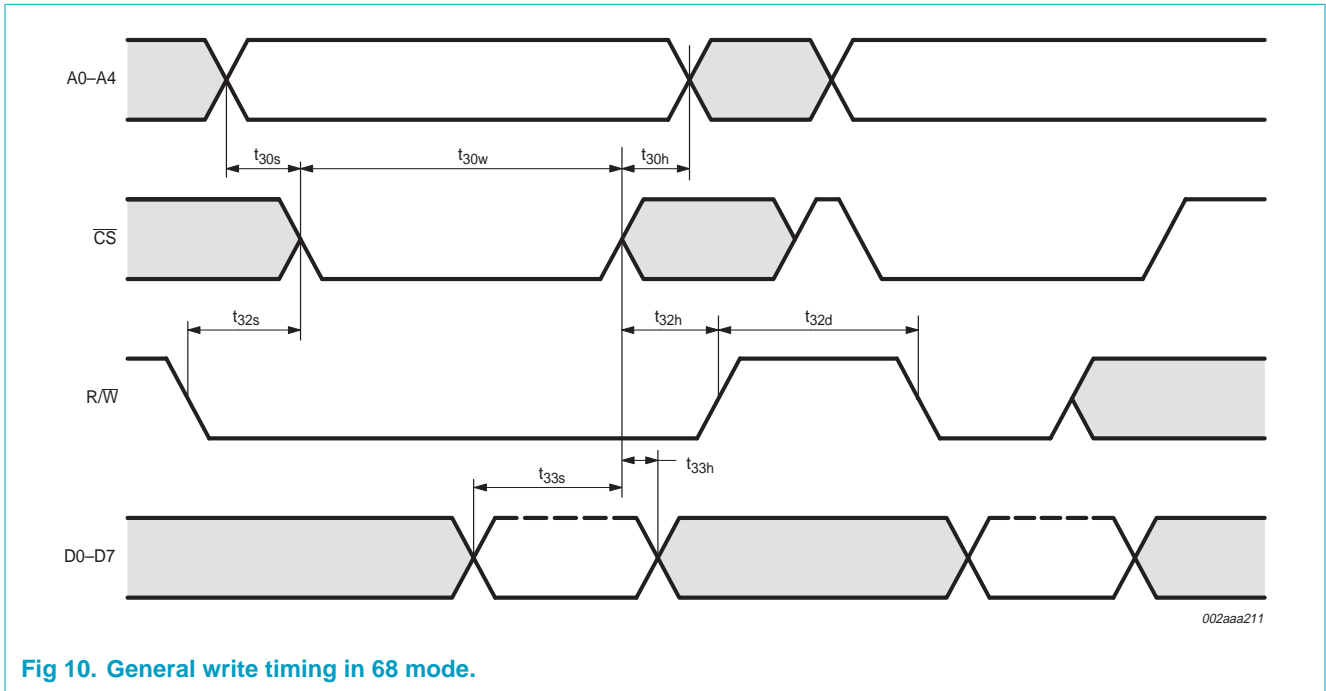 A0–A4
t30s
t30w
t30h
CS
t32s
t32h
t32d
R/W
t33s
t33h
D0–D7
002aaa211
Fig 10. General write timing in 68 mode.